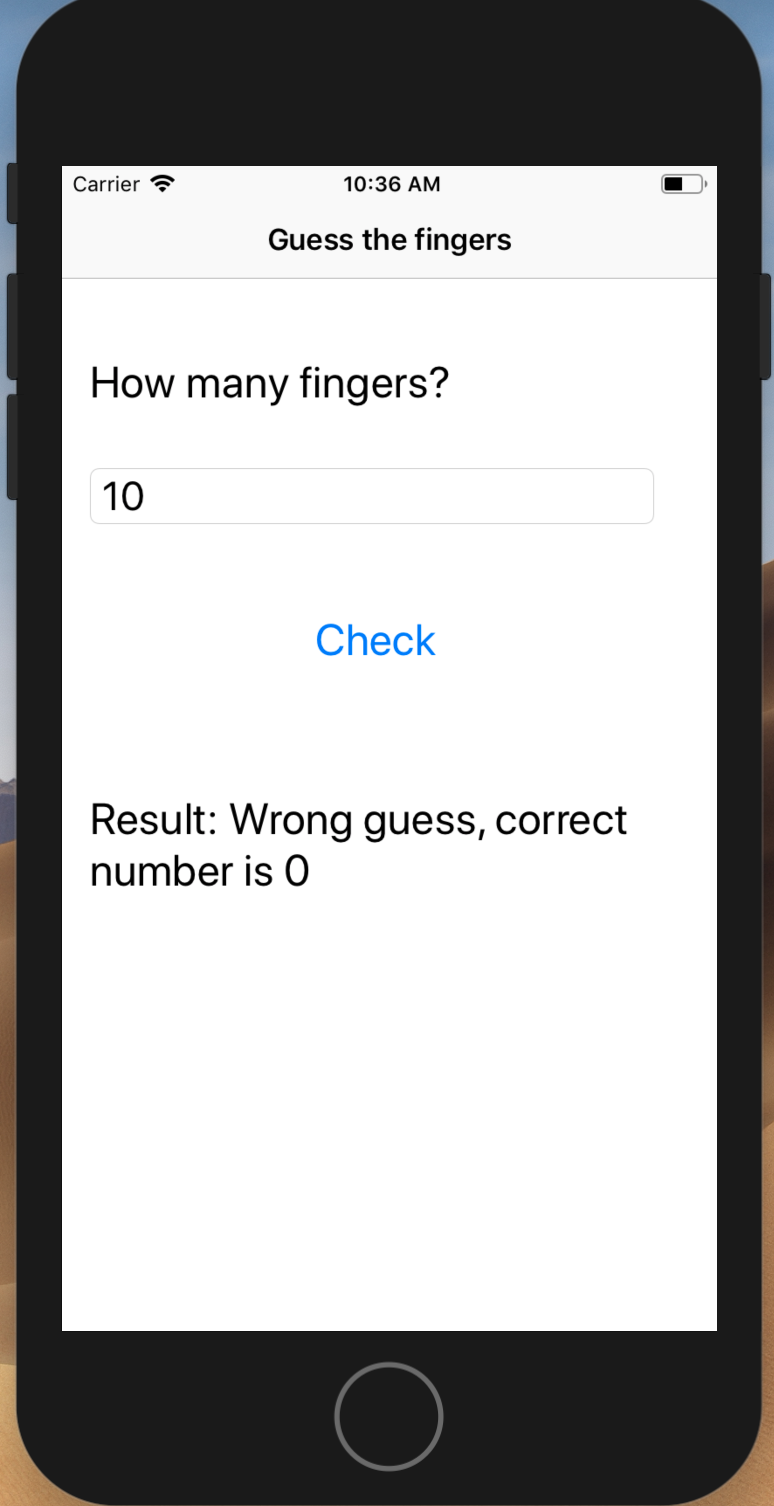 Carrier
10:36 AM
Guess the fingers
How many fingers?
10
Check
Result: Wrong guess, correct
number is 0